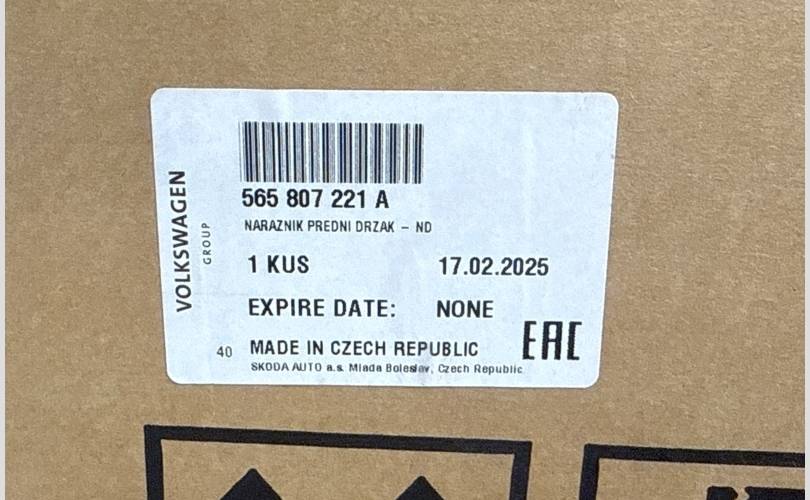 VOLKSWAGEN
GROUP
565 807 221 A
NARAZNIK PREDNI DRZAK – ND
1 KUS 17.02.2025
EXPIRE DATE: NONE
40 MADE IN CZECH REPUBLIC
SKODA AUTO a.s. Mlada Boleslav, Czech Republic
EAC